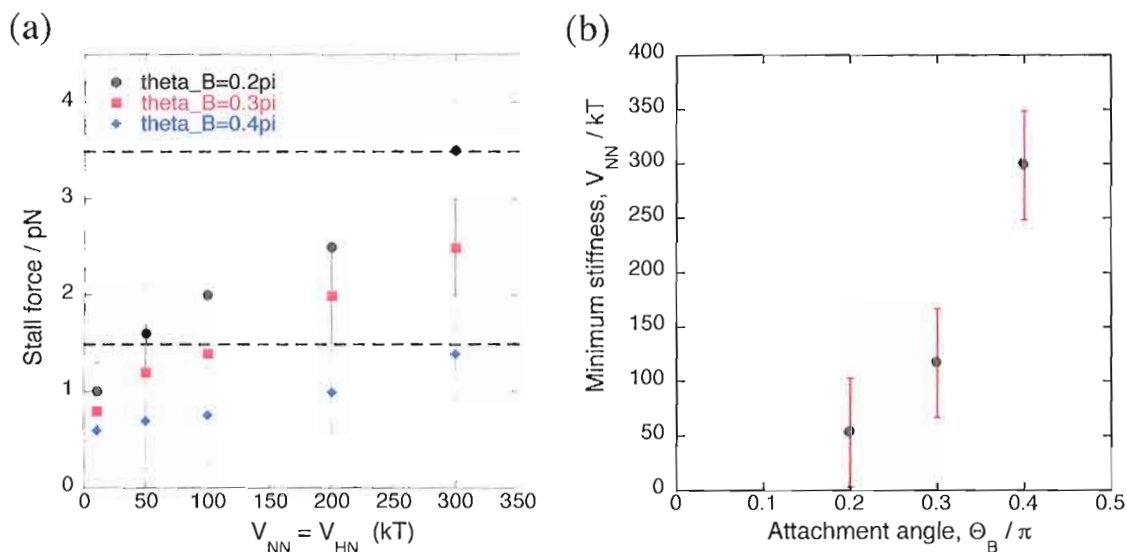 (a)
theta_B=0.2pi
theta_B=0.3pi
theta_B=0.4pi
4
3
2
1
0
Stall force / pN
0 50 100 150 200 250 300 350
V_NN = V_HN (kT)
(b)
400
350
300
250
200
150
100
50
0
Minimum stiffness, V_NN / kT
0 0.1 0.2 0.3 0.4 0.5
Attachment angle, Θ_B / π